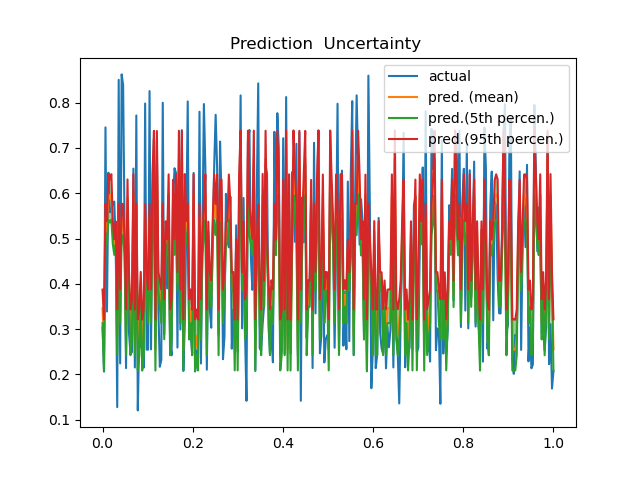 Prediction  Uncertainty
actual
pred. (mean)
pred.(5th percen.)
pred.(95th percen.)
0.8
0.7
0.6
0.5
0.4
0.3
0.2
0.1
0.0 0.2 0.4 0.6 0.8 1.0